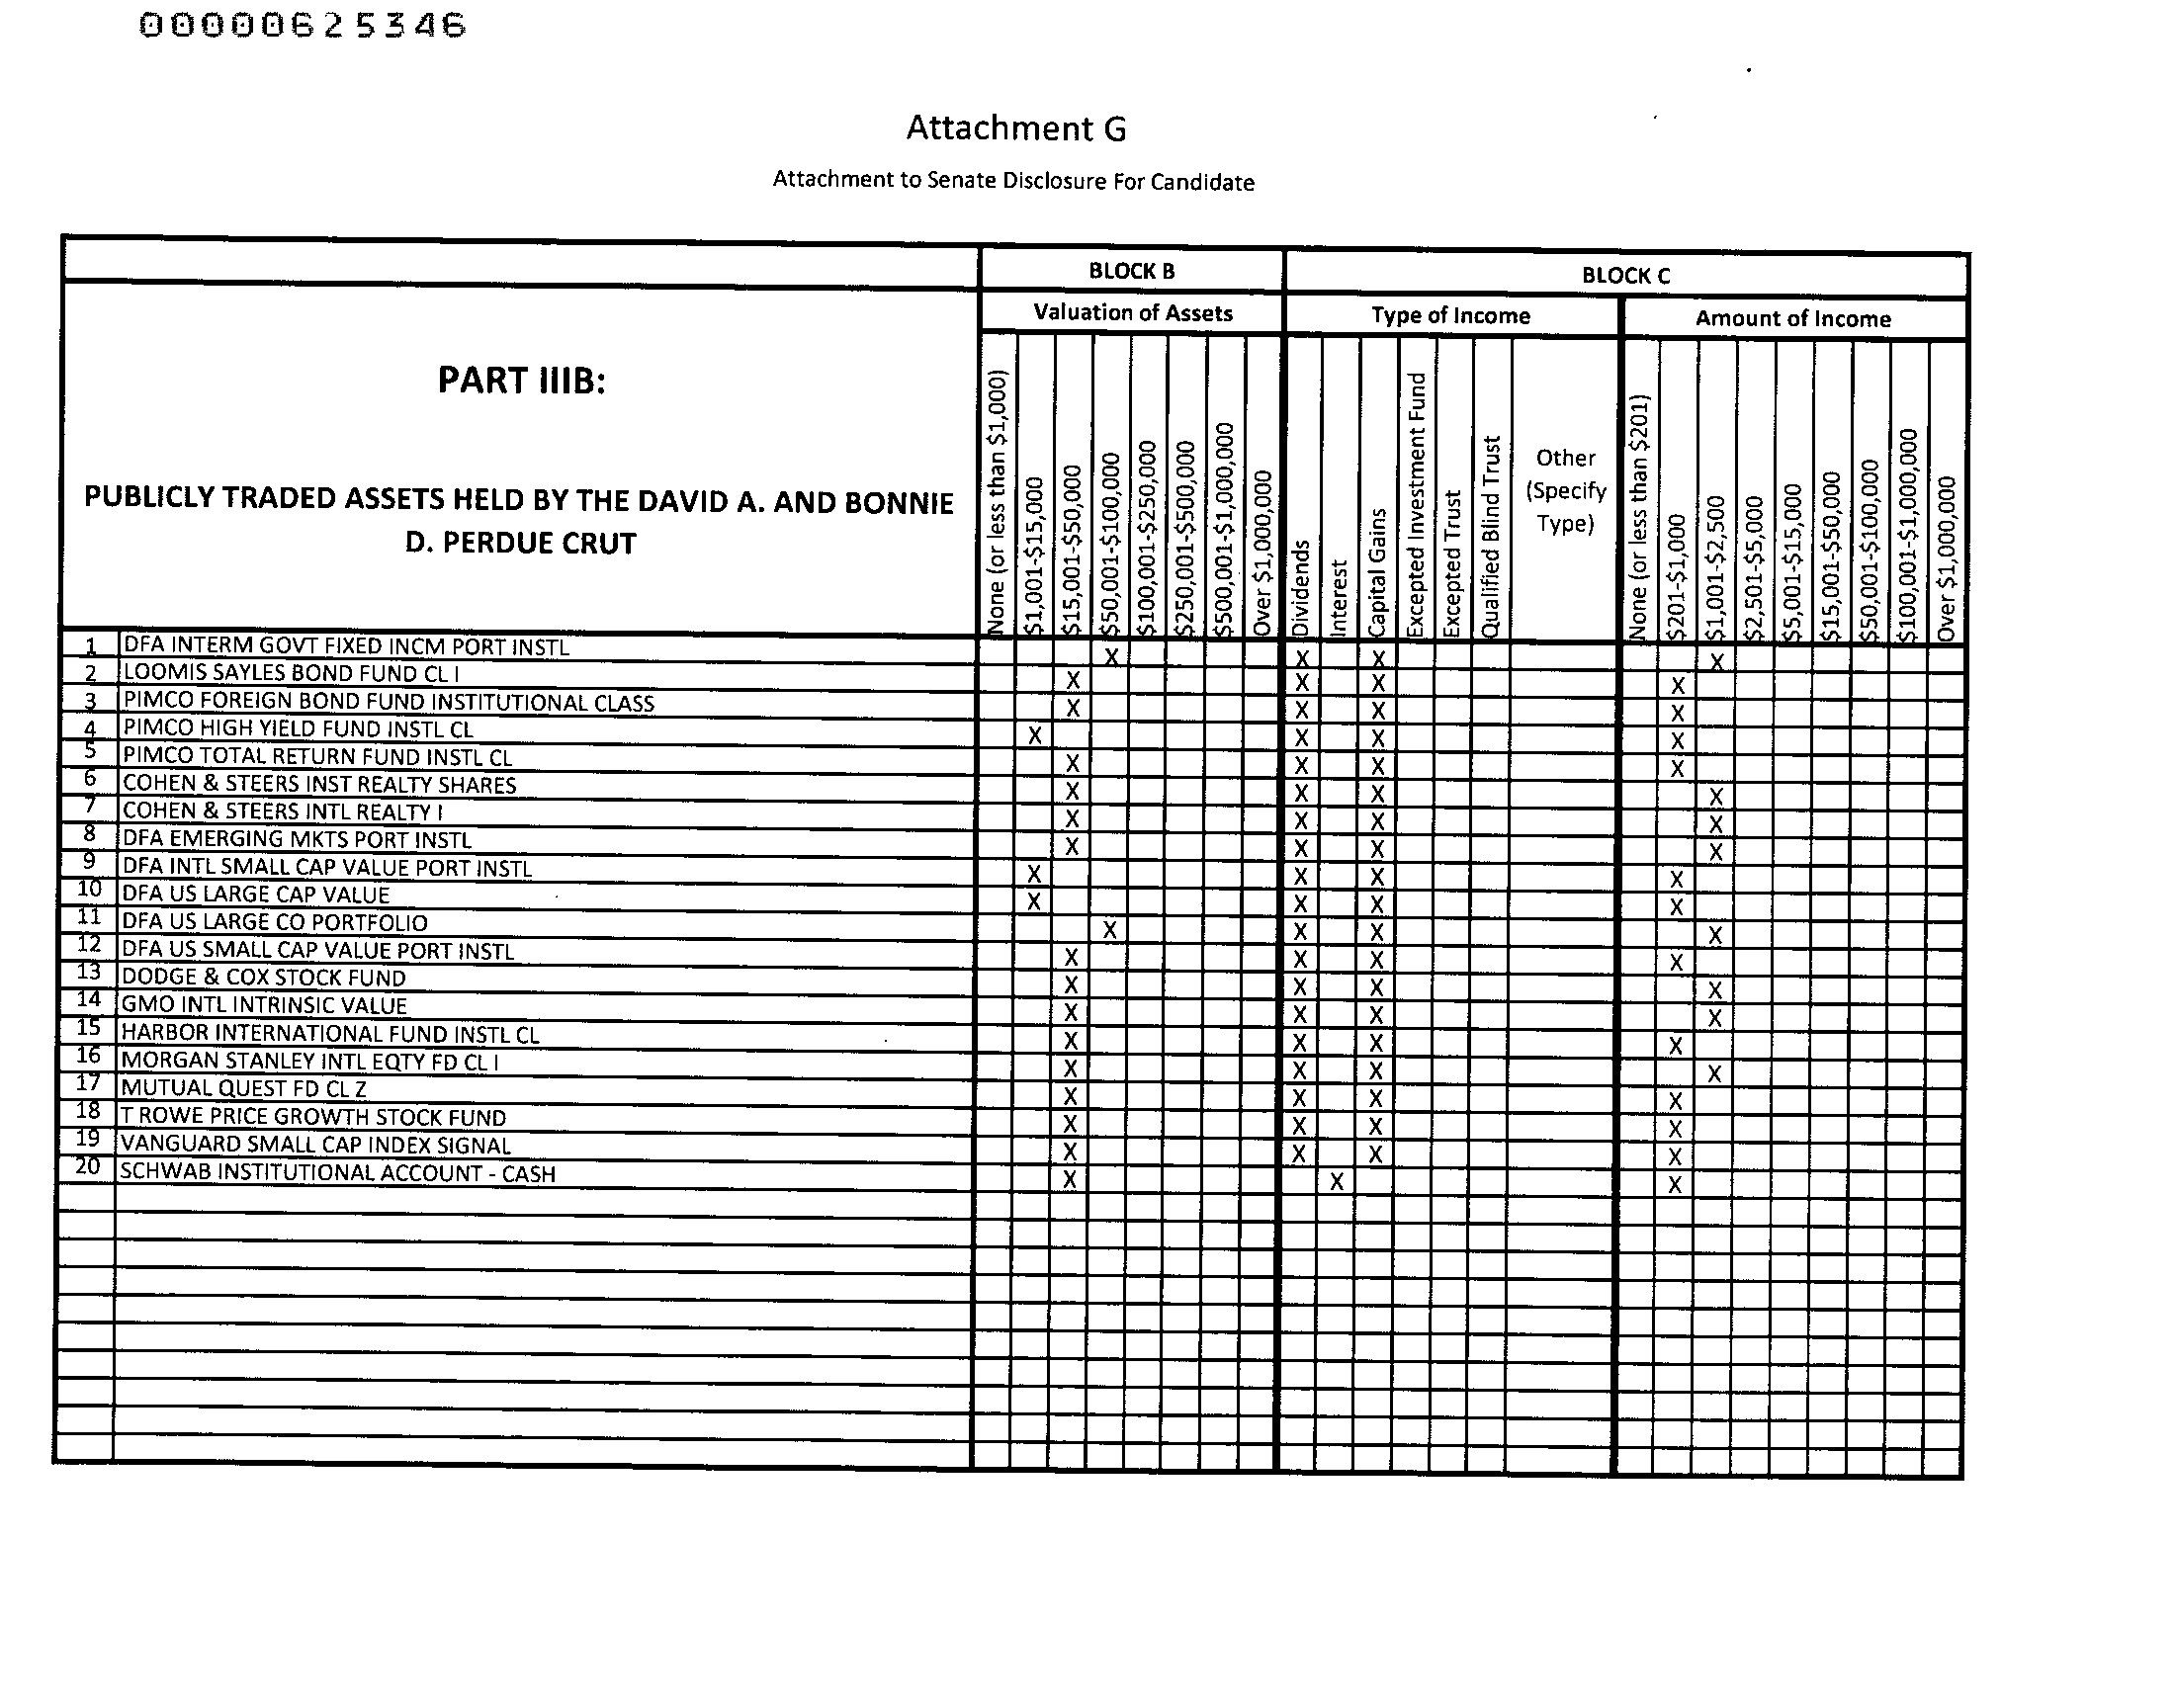 00000625346
Attachment G
Attachment to Senate Disclosure For Candidate
BLOCK B
BLOCK C
Valuation of Assets
Type of Income
Amount of Income
PART IIIB:
PUBLICLY TRADED ASSETS HELD BY THE DAVID A. AND BONNIE
D. PERDUE CRUT
None (or less than $1,000)
$1,001-$15,000
$15,001-$50,000
$50,001-$100,000
$100,001-$250,000
$250,001-$500,000
$500,001-$1,000,000
Over $1,000,000
Dividends
Interest
Capital Gains
Excepted Investment Fund
Excepted Trust
Qualified Blind Trust
Other
(Specify
Type)
None (or less than $201)
$201-$1,000
$1,001-$2,500
$2,501-$5,000
$5,001-$15,000
$15,001-$50,000
$50,001-$100,000
$100,001-$1,000,000
Over $1,000,000
1 DFA INTERM GOVT FIXED INCM PORT INSTL X X X X
2 LOOMIS SAYLES BOND FUND CL I X X X X
3 PIMCO FOREIGN BOND FUND INSTITUTIONAL CLASS X X X X
4 PIMCO HIGH YIELD FUND INSTL CL X X X X
5 PIMCO TOTAL RETURN FUND INSTL CL X X X X
6 COHEN & STEERS INST REALTY SHARES X X X X
7 COHEN & STEERS INTL REALTY I X X X X
8 DFA EMERGING MKTS PORT INSTL X X X X
9 DFA INTL SMALL CAP VALUE PORT INSTL X X X X
10 DFA US LARGE CAP VALUE X X X X
11 DFA US LARGE CO PORTFOLIO X X X X
12 DFA US SMALL CAP VALUE PORT INSTL X X X X
13 DODGE & COX STOCK FUND X X X X
14 GMO INTL INTRINSIC VALUE X X X X
15 HARBOR INTERNATIONAL FUND INSTL CL X X X X
16 MORGAN STANLEY INTL EQTY FD CL I X X X X
17 MUTUAL QUEST FD CL Z X X X X
18 T ROWE PRICE GROWTH STOCK FUND X X X X
19 VANGUARD SMALL CAP INDEX SIGNAL X X X X
20 SCHWAB INSTITUTIONAL ACCOUNT - CASH X X X